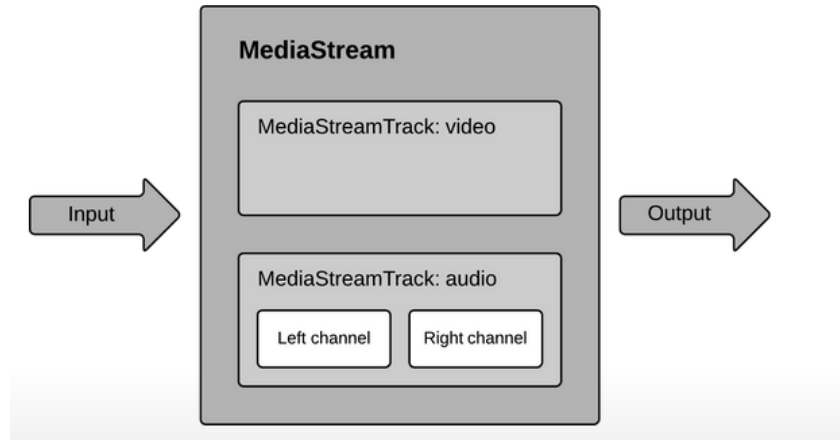 MediaStream
MediaStreamTrack: video
Input
Output
MediaStreamTrack: audio
Left channel
Right channel